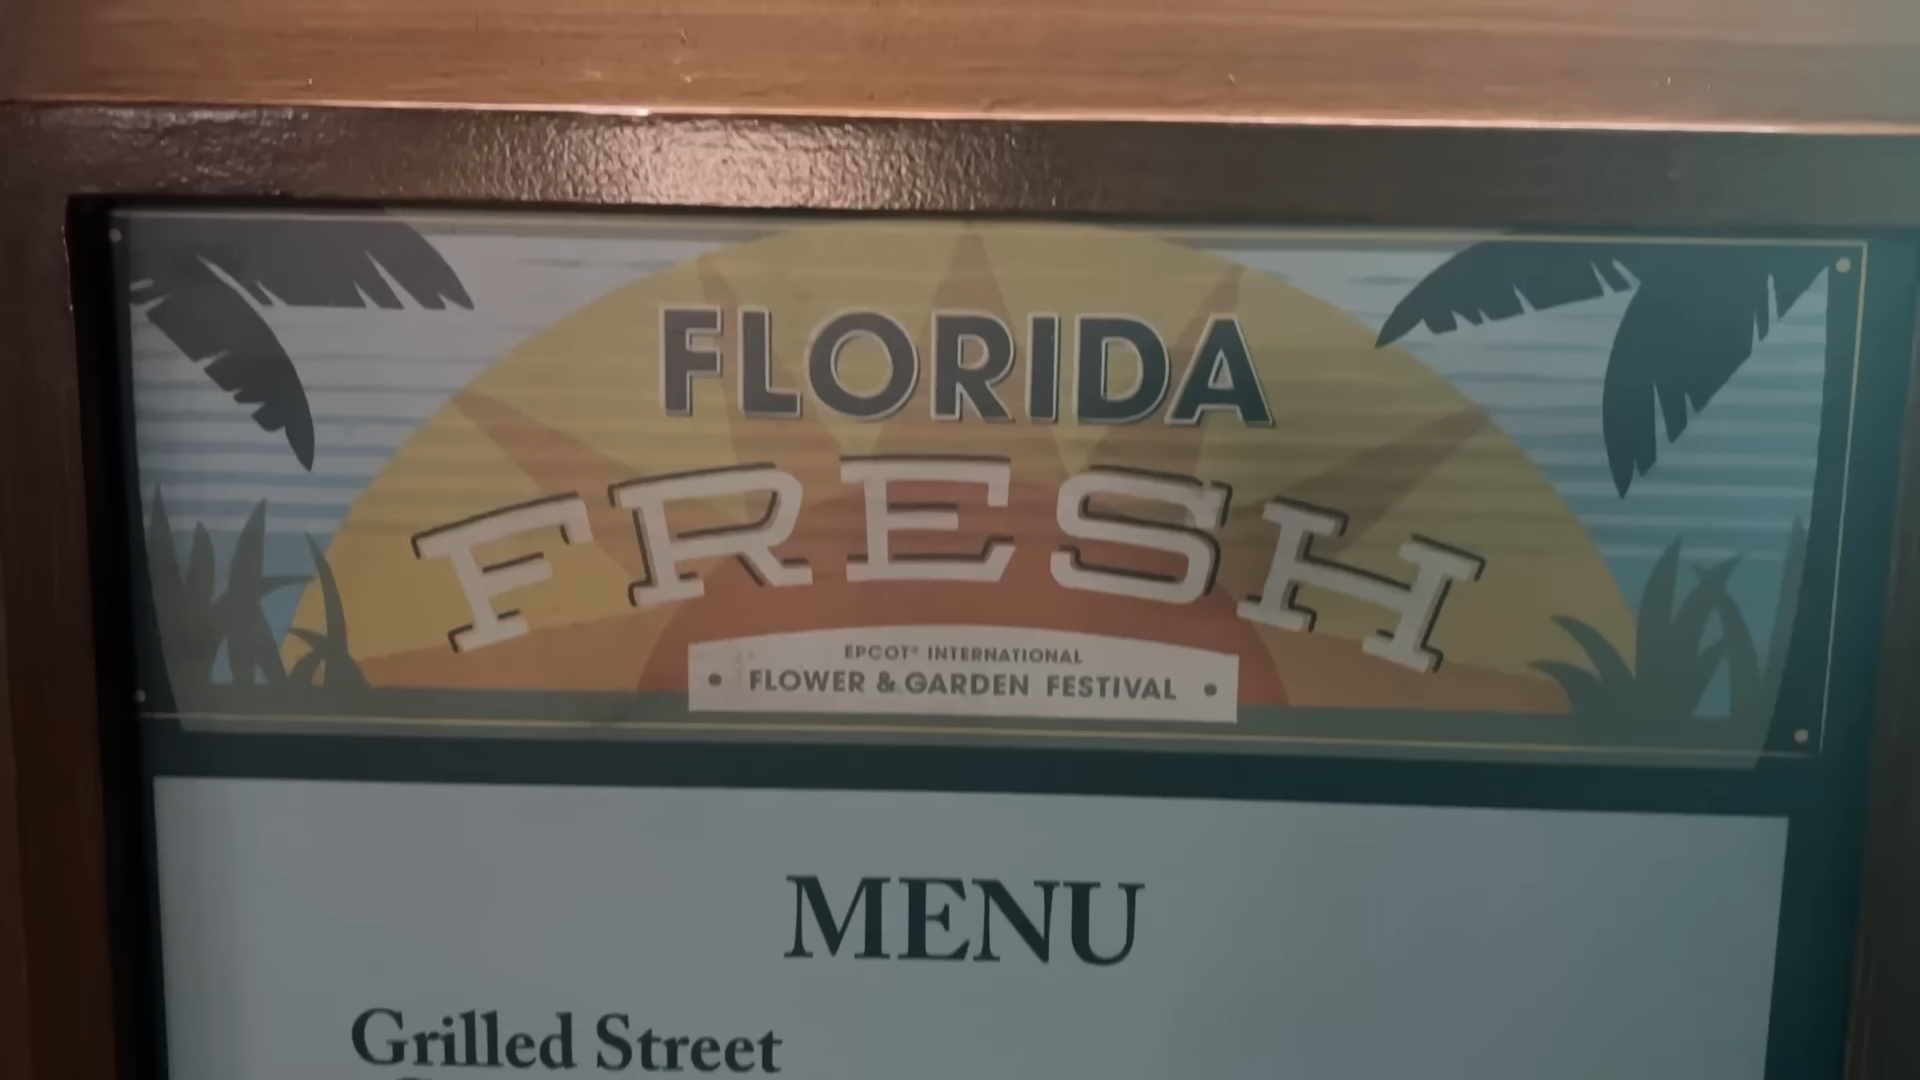 FLORIDA
FRESH
EPCOT® INTERNATIONAL
• FLOWER & GARDEN FESTIVAL •
MENU
Grilled Street